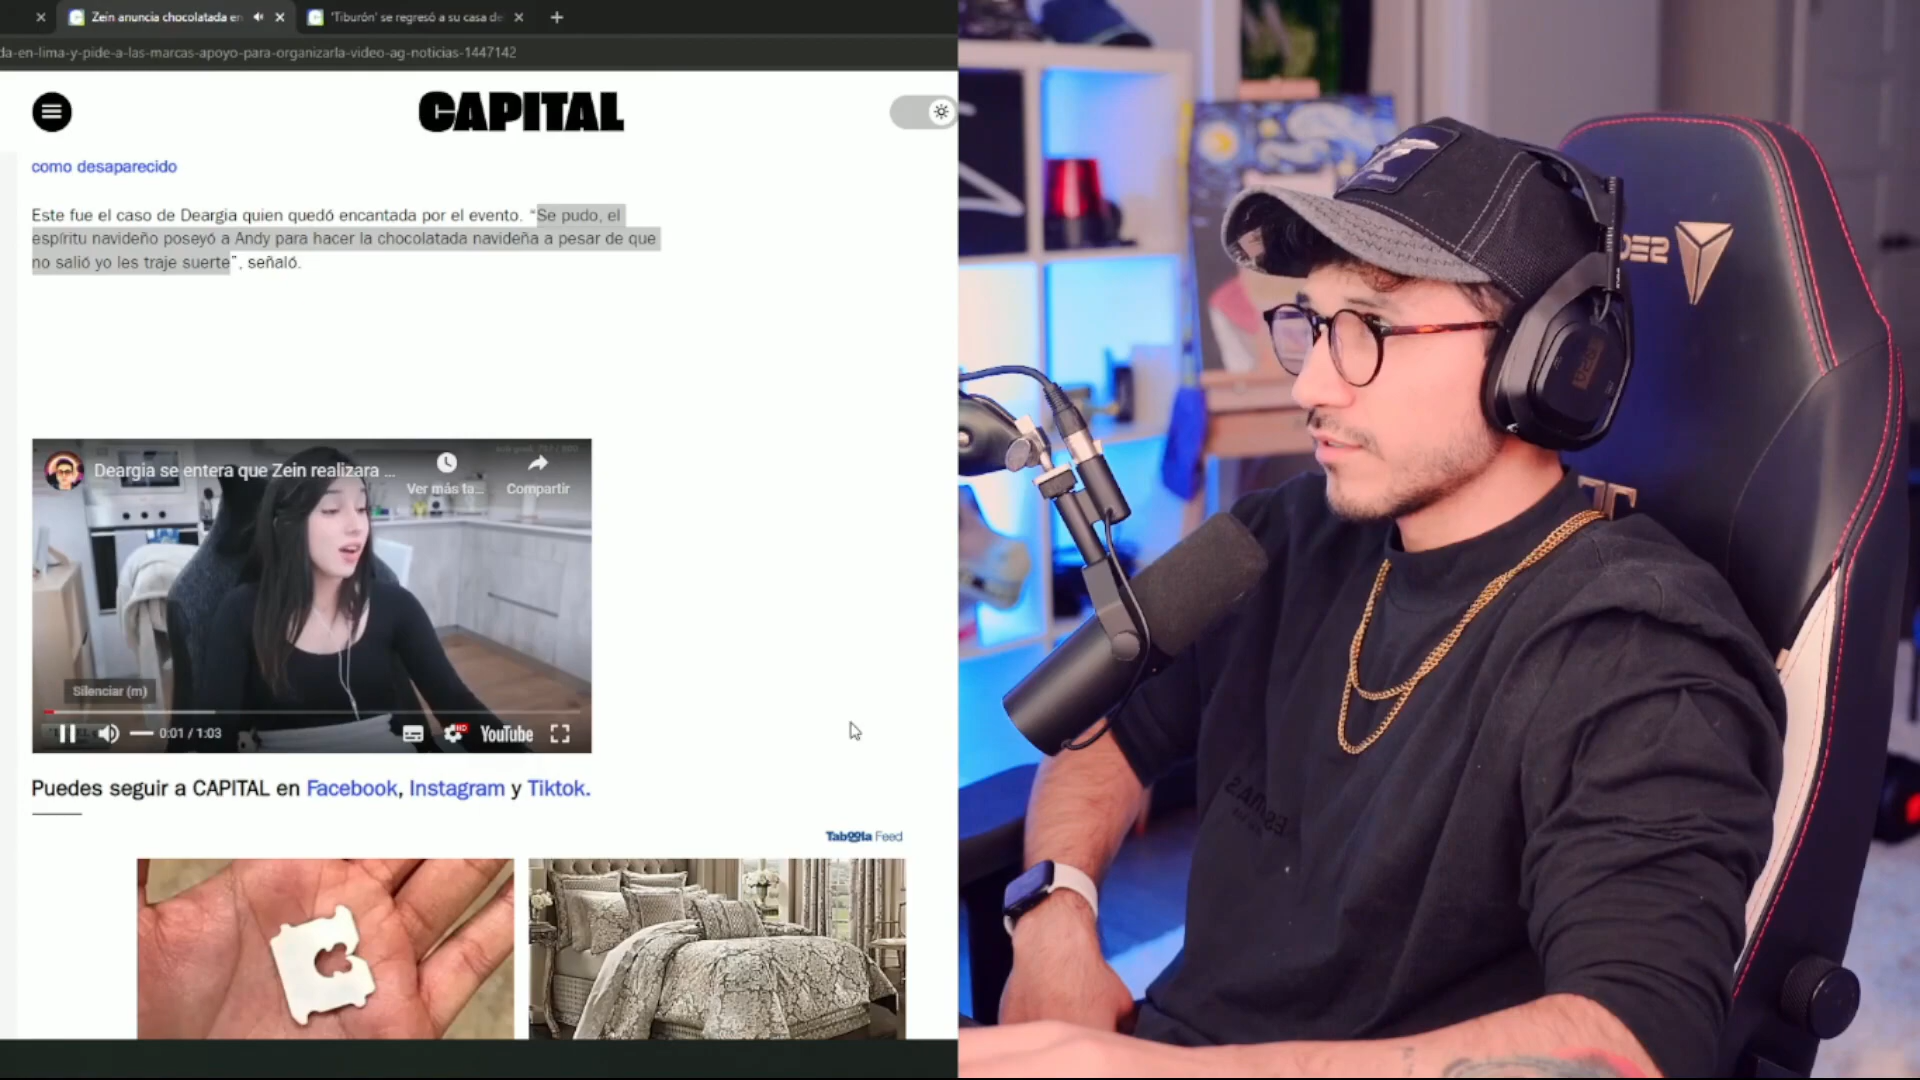 Zein anuncia chocolatada en
'Tiburón' se regresó a su casa de
da-en-lima-y-pide-a-las-marcas-apoyo-para-organizarla-video-ag-noticias-1447142
CAPITAL
como desaparecido
Este fue el caso de Deargia quien quedó encantada por el evento. “Se pudo, el
espíritu navideño poseyó a Andy para hacer la chocolatada navideña a pesar de que
no salió yo les traje suerte”, señaló.
Deargia se entera que Zein realizara ...
Ver más ta...
Compartir
Silenciar (m)
0:01 / 1:03
HD
YouTube
Puedes seguir a CAPITAL en Facebook, Instagram y Tiktok.
Taboola Feed